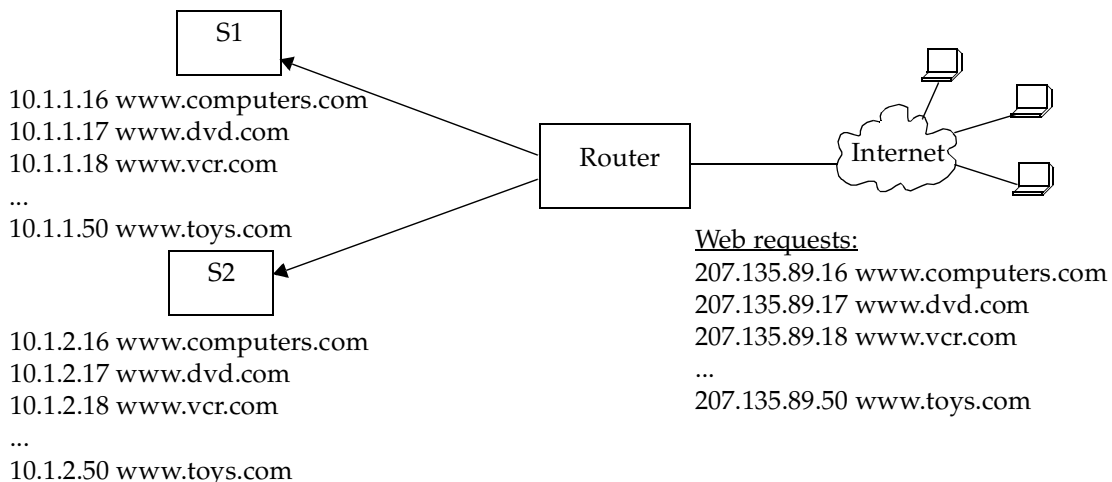 S1
10.1.1.16 www.computers.com
10.1.1.17 www.dvd.com
10.1.1.18 www.vcr.com
...
10.1.1.50 www.toys.com
S2
10.1.2.16 www.computers.com
10.1.2.17 www.dvd.com
10.1.2.18 www.vcr.com
...
10.1.2.50 www.toys.com
Router
Internet
Web requests:
207.135.89.16 www.computers.com
207.135.89.17 www.dvd.com
207.135.89.18 www.vcr.com
...
207.135.89.50 www.toys.com